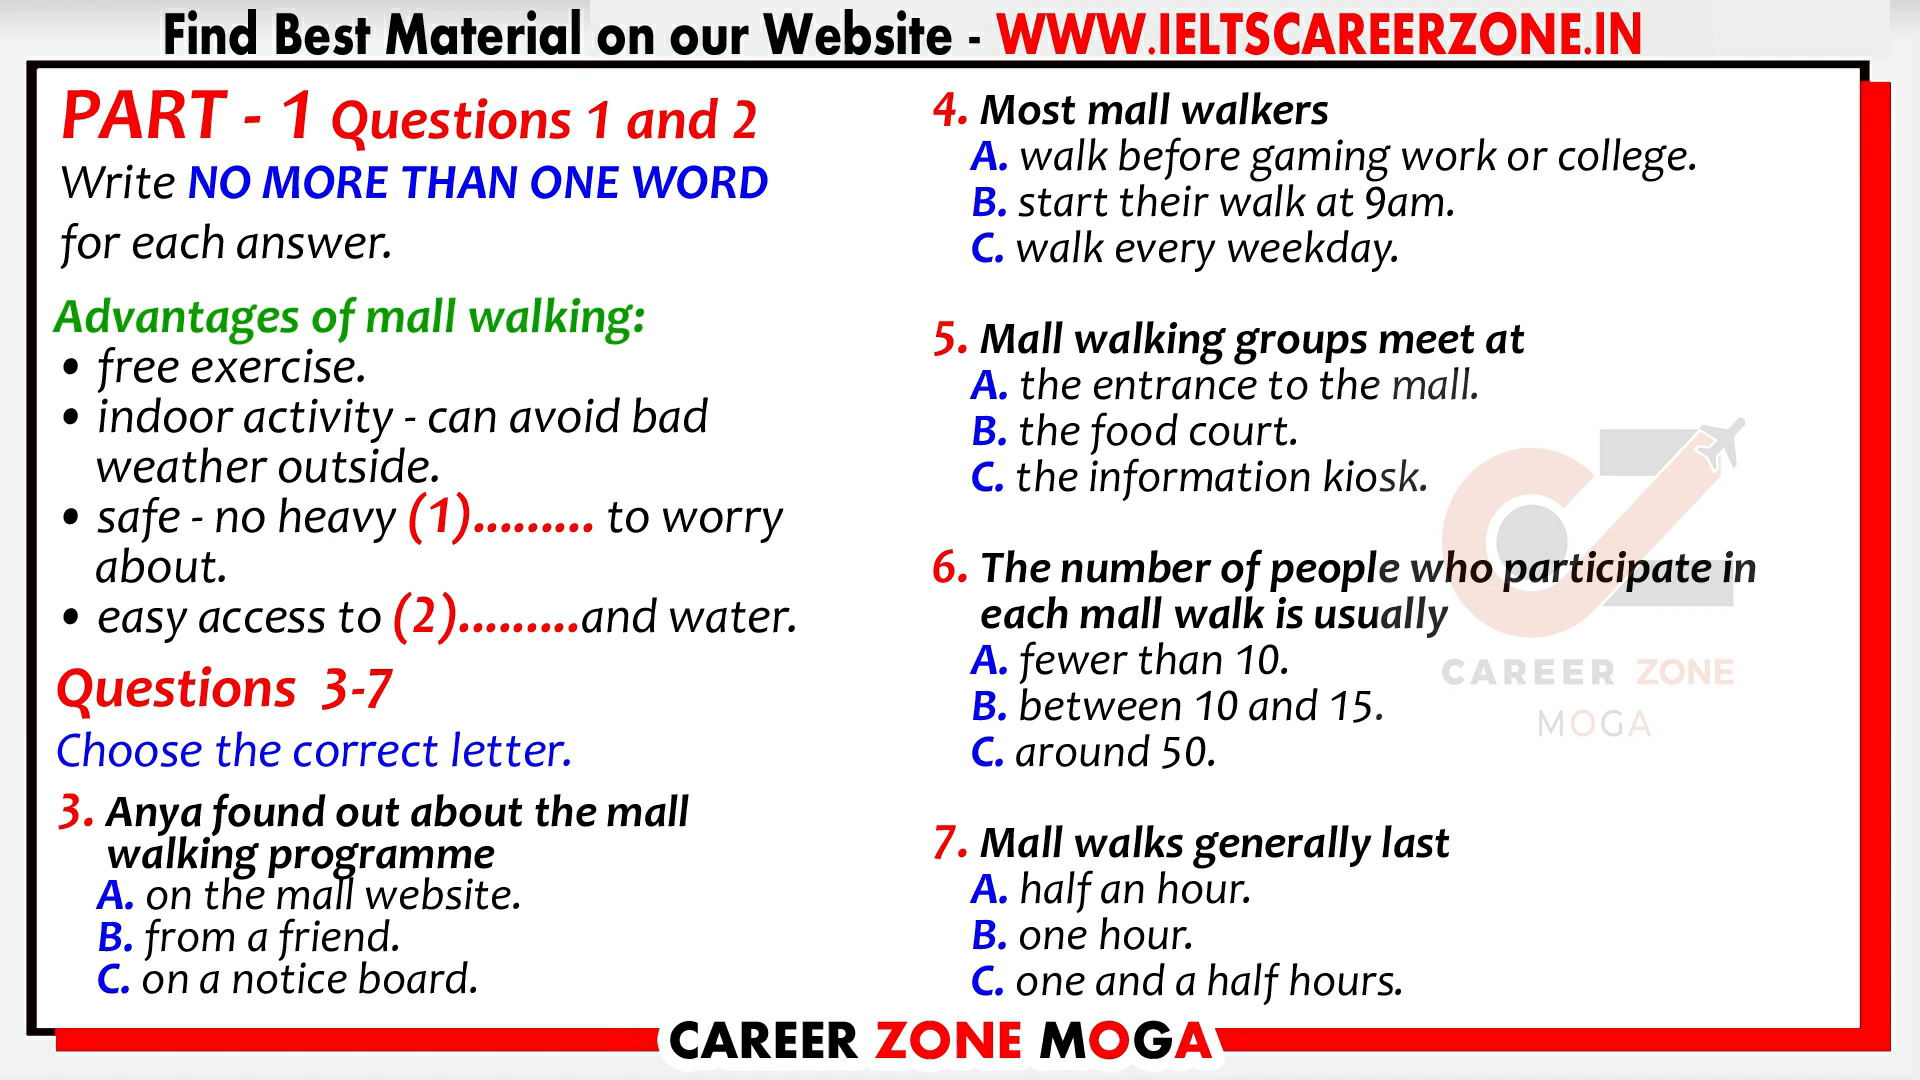 Find Best Material on our Website - WWW.IELTSCAREERZONE.IN
PART - 1 Questions 1 and 2
Write NO MORE THAN ONE WORD
for each answer.
Advantages of mall walking:
• free exercise.
• indoor activity - can avoid bad
weather outside.
• safe - no heavy (1)......... to worry
about.
• easy access to (2).........and water.
Questions 3-7
Choose the correct letter.
3. Anya found out about the mall
walking programme
A. on the mall website.
B. from a friend.
C. on a notice board.
4. Most mall walkers
A. walk before gaming work or college.
B. start their walk at 9am.
C. walk every weekday.
5. Mall walking groups meet at
A. the entrance to the mall.
B. the food court.
C. the information kiosk.
6. The number of people who participate in
each mall walk is usually
A. fewer than 10.
B. between 10 and 15.
C. around 50.
7. Mall walks generally last
A. half an hour.
B. one hour.
C. one and a half hours.
CAREER ZONE
MOGA
CAREER ZONE MOGA